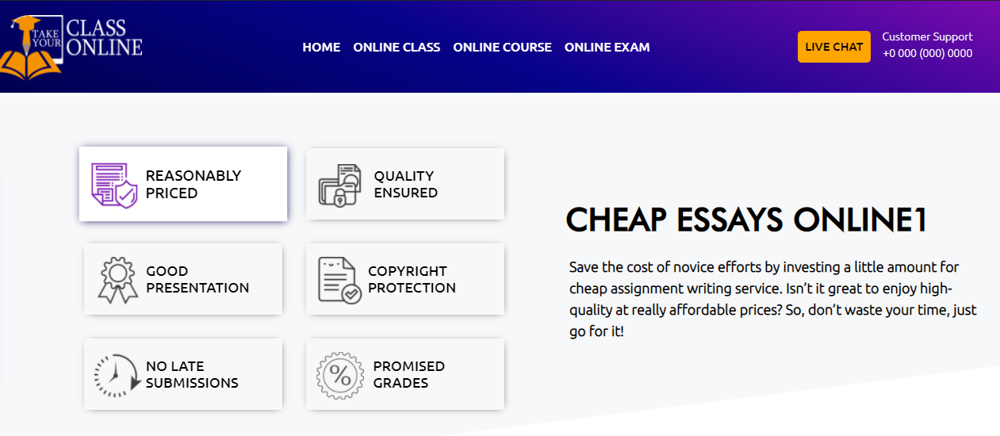 TAKE
YOUR
CLASS
ONLINE
HOME ONLINE CLASS ONLINE COURSE ONLINE EXAM
LIVE CHAT
Customer Support
+0 000 (000) 0000
REASONABLY
PRICED
QUALITY
ENSURED
GOOD
PRESENTATION
COPYRIGHT
PROTECTION
NO LATE
SUBMISSIONS
%
PROMISED
GRADES
CHEAP ESSAYS ONLINE1
Save the cost of novice efforts by investing a little amount for
cheap assignment writing service. Isn’t it great to enjoy high-
quality at really affordable prices? So, don’t waste your time, just
go for it!